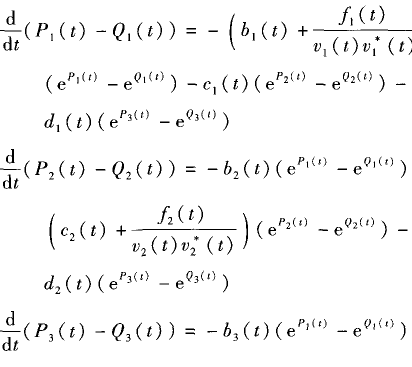 d/dt(P₁(t) − Q₁(t)) = −(b₁(t) + f₁(t)/(v₁(t)v₁*(t)
(e^{P₁(t)} − e^{Q₁(t)}) − c₁(t)(e^{P₂(t)} − e^{Q₂(t)}) −
d₁(t)(e^{P₃(t)} − e^{Q₃(t)})
d/dt(P₂(t) − Q₂(t)) = −b₂(t)(e^{P₁(t)} − e^{Q₁(t)})
(c₂(t) + f₂(t)/(v₂(t)v₂*(t)))(e^{P₂(t)} − e^{Q₂(t)}) −
d₂(t)(e^{P₃(t)} − e^{Q₃(t)})
d/dt(P₃(t) − Q₃(t)) = −b₃(t)(e^{P₁(t)} − e^{Q₁(t)})